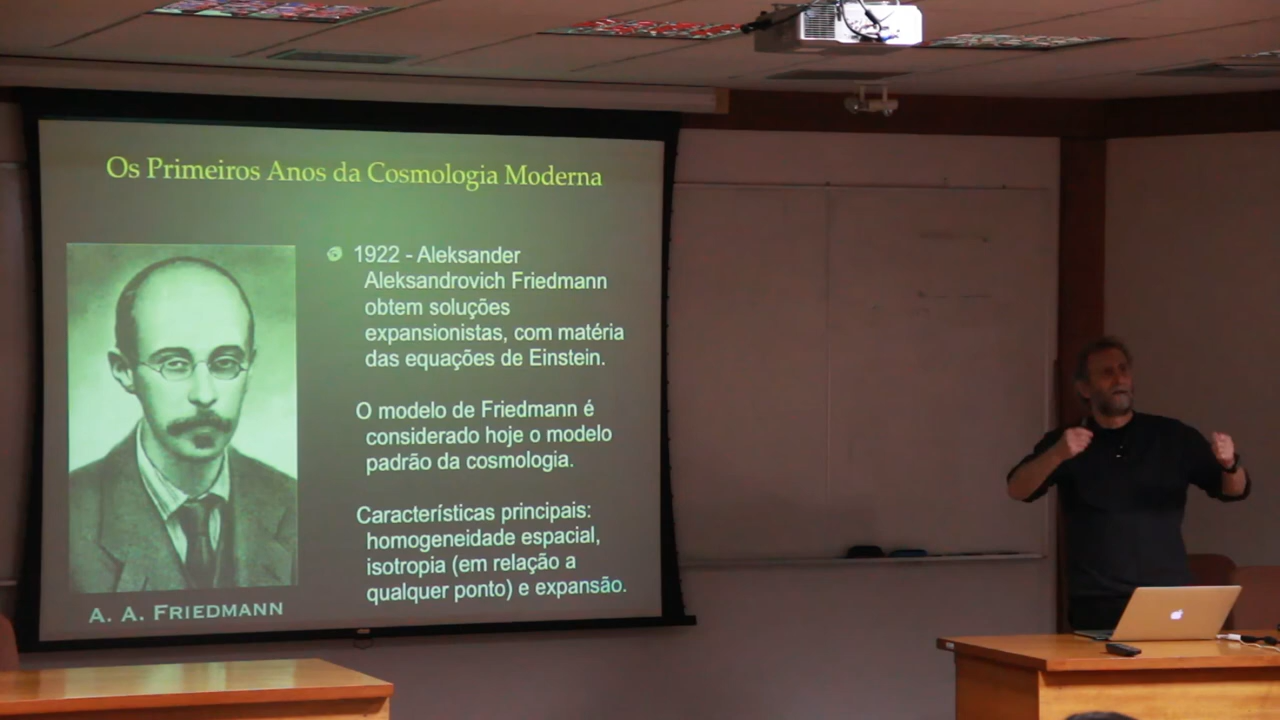 Os Primeiros Anos da Cosmologia Moderna
1922 - Aleksander
Aleksandrovich Friedmann
obtem soluções
expansionistas, com matéria
das equações de Einstein.
O modelo de Friedmann é
considerado hoje o modelo
padrão da cosmologia.
Características principais:
homogeneidade espacial,
isotropia (em relação a
qualquer ponto) e expansão.
A. A. FRIEDMANN